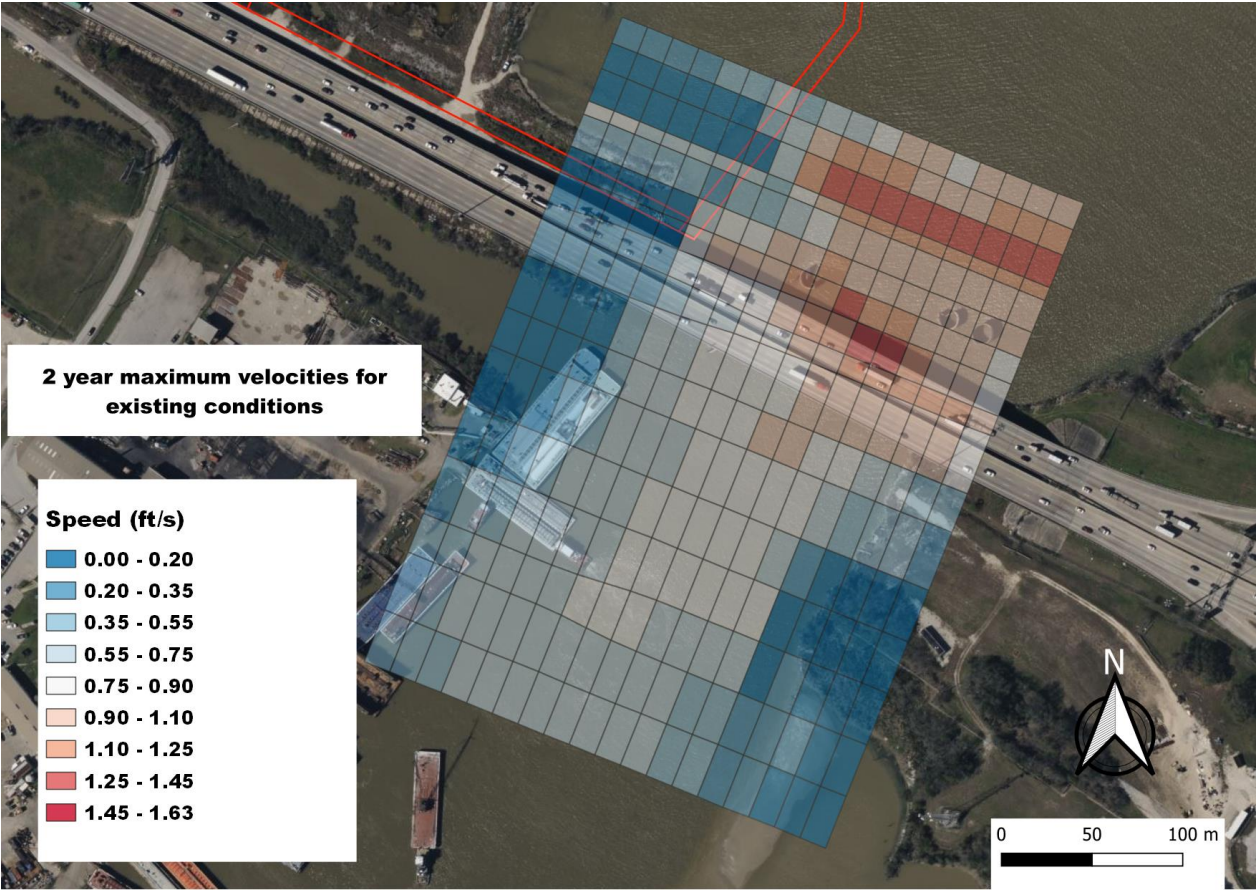 2 year maximum velocities for
existing conditions
Speed (ft/s)
0.00 - 0.20
0.20 - 0.35
0.35 - 0.55
0.55 - 0.75
0.75 - 0.90
0.90 - 1.10
1.10 - 1.25
1.25 - 1.45
1.45 - 1.63
N
0 50 100 m